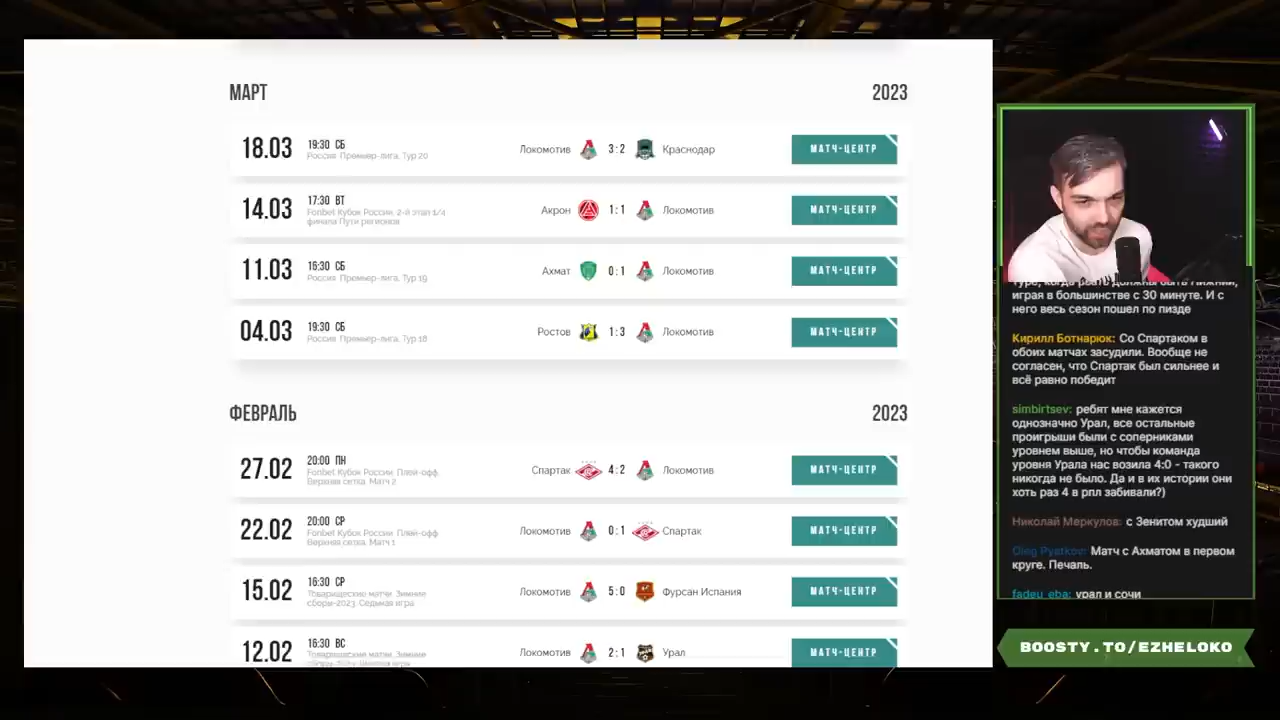 МАРТ 2023
18.03 19:30 СБ
Россия. Премьер-лига. Тур 20
Локомотив 3:2 Краснодар
МАТЧ-ЦЕНТР
14.03 17:30 ВТ
Fonbet Кубок России. 2-й этап 1/4
финала Пути регионов
Акрон 1:1 Локомотив
МАТЧ-ЦЕНТР
11.03 16:30 СБ
Россия. Премьер-лига. Тур 19
Ахмат 0:1 Локомотив
МАТЧ-ЦЕНТР
04.03 19:30 СБ
Россия. Премьер-лига. Тур 18
Ростов 1:3 Локомотив
МАТЧ-ЦЕНТР
ФЕВРАЛЬ 2023
27.02 20:00 ПН
Fonbet Кубок России. Плей-офф.
Верхняя сетка. Матч 2
Спартак 4:2 Локомотив
МАТЧ-ЦЕНТР
22.02 20:00 СР
Fonbet Кубок России. Плей-офф.
Верхняя сетка. Матч 1
Локомотив 0:1 Спартак
МАТЧ-ЦЕНТР
15.02 16:30 СР
Товарищеские матчи. Зимние
сборы-2023. Седьмая игра
Локомотив 5:0 Фурсан Испания
МАТЧ-ЦЕНТР
12.02 16:30 ВС
Товарищеские матчи. Зимние
Локомотив 2:1 Урал
МАТЧ-ЦЕНТР
туре, когда рвать должны быть Нижний,
играя в большинстве с 30 минуте. И с
него весь сезон пошел по пизде
Кирилл Ботнарюк: Со Спартаком в
обоих матчах засудили. Вообще не
согласен, что Спартак был сильнее и
всё равно победит
simbirtsev: ребят мне кажется
однозначно Урал, все остальные
проигрыши были с соперниками
уровнем выше, но чтобы команда
уровня Урала нас возила 4:0 - такого
никогда не было. Да и в их истории они
хоть раз 4 в рпл забивали?)
Николай Меркулов: с Зенитом худший
Oleg Pyatkov: Матч с Ахматом в первом
круге. Печаль.
fadeu_eba: урал и сочи
BOOSTY.TO/EZHELOKO